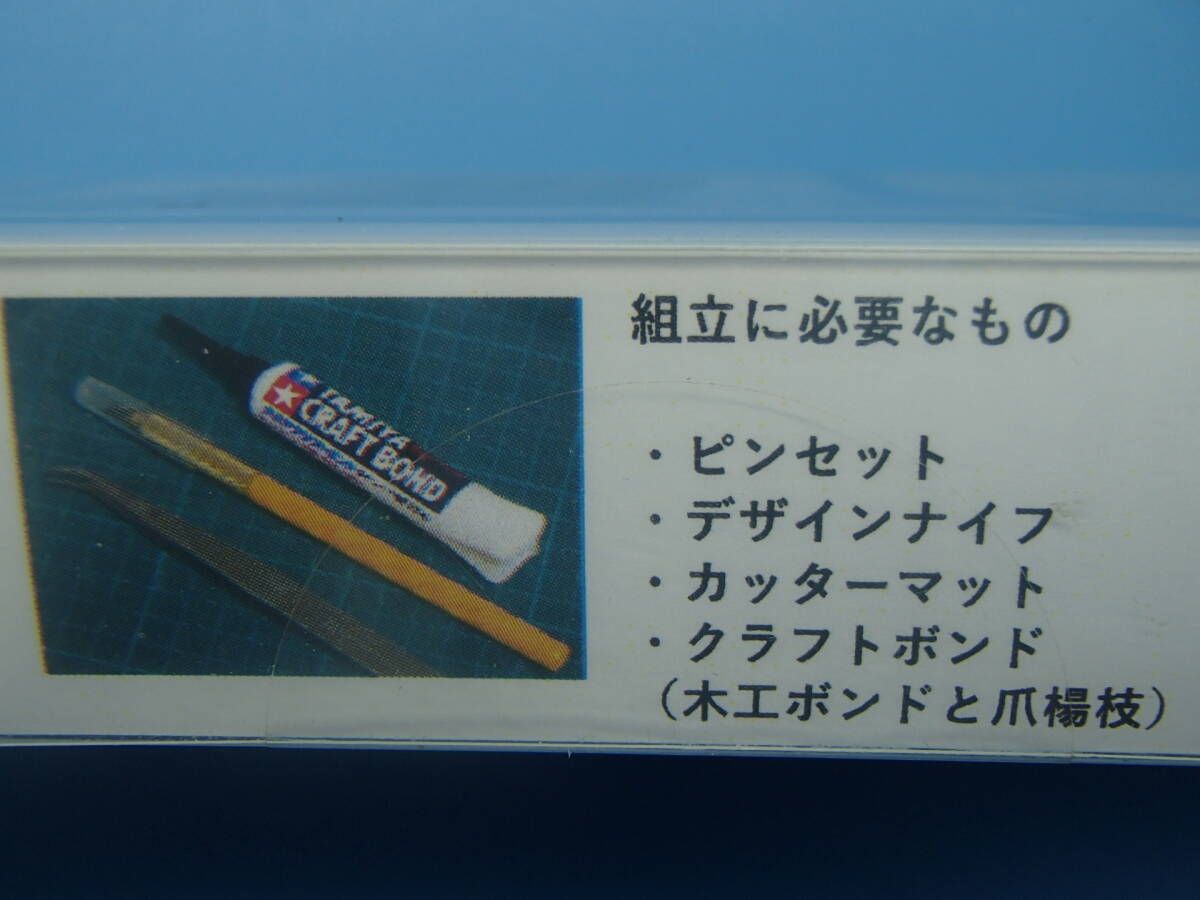 TAMIYA
CRAFT BOND
組立に必要なもの
・ピンセット
・デザインナイフ
・カッターマット
・クラフトボンド
（木工ボンドと爪楊枝）